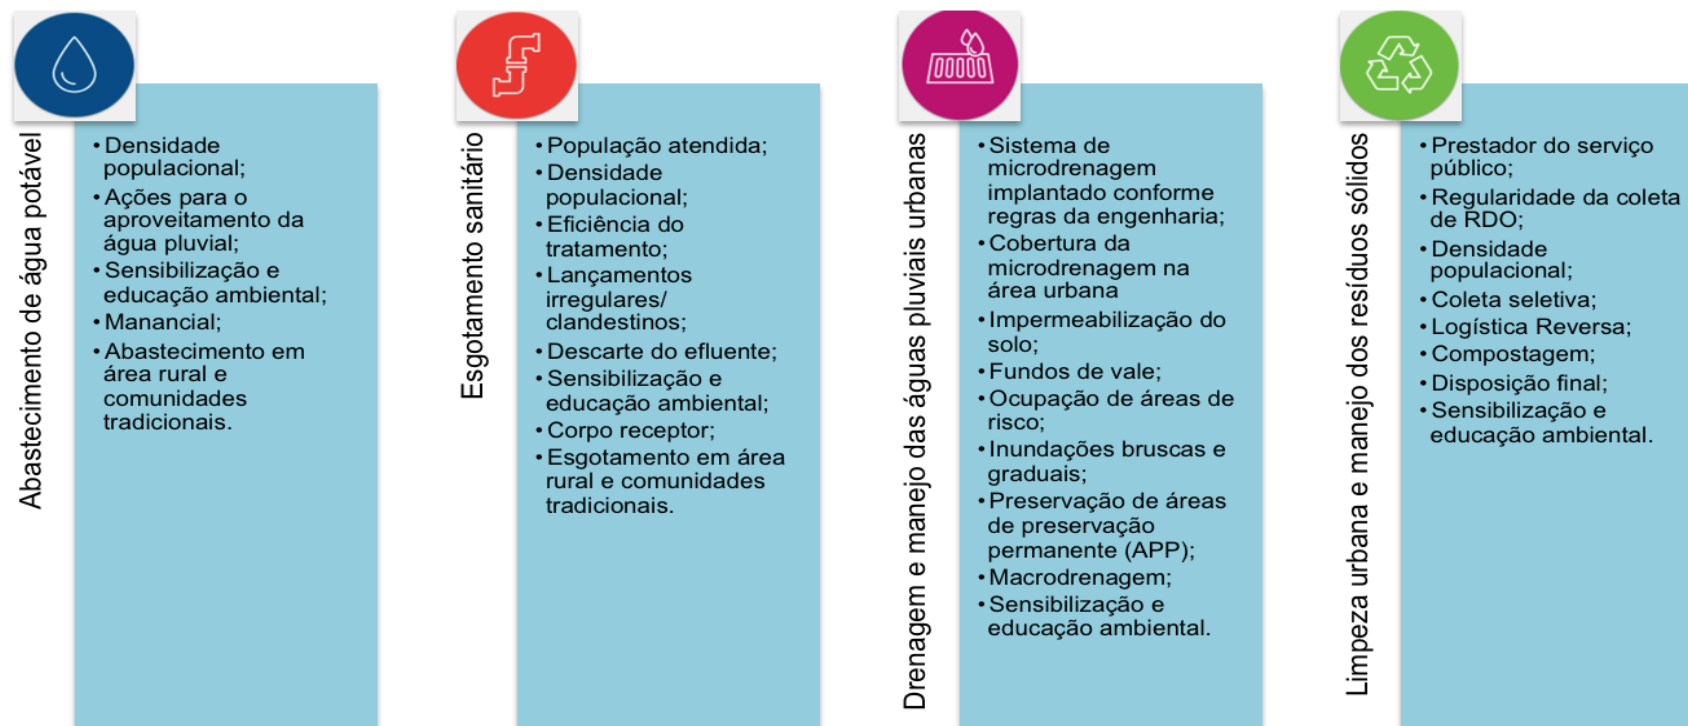 Abastecimento de água potável
• Densidade
populacional;
• Ações para o
aproveitamento da
água pluvial;
• Sensibilização e
educação ambiental;
• Manancial;
• Abastecimento em
área rural e
comunidades
tradicionais.
Esgotamento sanitário
• População atendida;
• Densidade
populacional;
• Eficiência do
tratamento;
• Lançamentos
irregulares/
clandestinos;
• Descarte do efluente;
• Sensibilização e
educação ambiental;
• Corpo receptor;
• Esgotamento em área
rural e comunidades
tradicionais.
Drenagem e manejo das águas pluviais urbanas
• Sistema de
microdrenagem
implantado conforme
regras da engenharia;
• Cobertura da
microdrenagem na
área urbana
• Impermeabilização do
solo;
• Fundos de vale;
• Ocupação de áreas de
risco;
• Inundações bruscas e
graduais;
• Preservação de áreas
de preservação
permanente (APP);
• Macrodrenagem;
• Sensibilização e
educação ambiental.
Limpeza urbana e manejo dos resíduos sólidos
• Prestador do serviço
público;
• Regularidade da coleta
de RDO;
• Densidade
populacional;
• Coleta seletiva;
• Logística Reversa;
• Compostagem;
• Disposição final;
• Sensibilização e
educação ambiental.